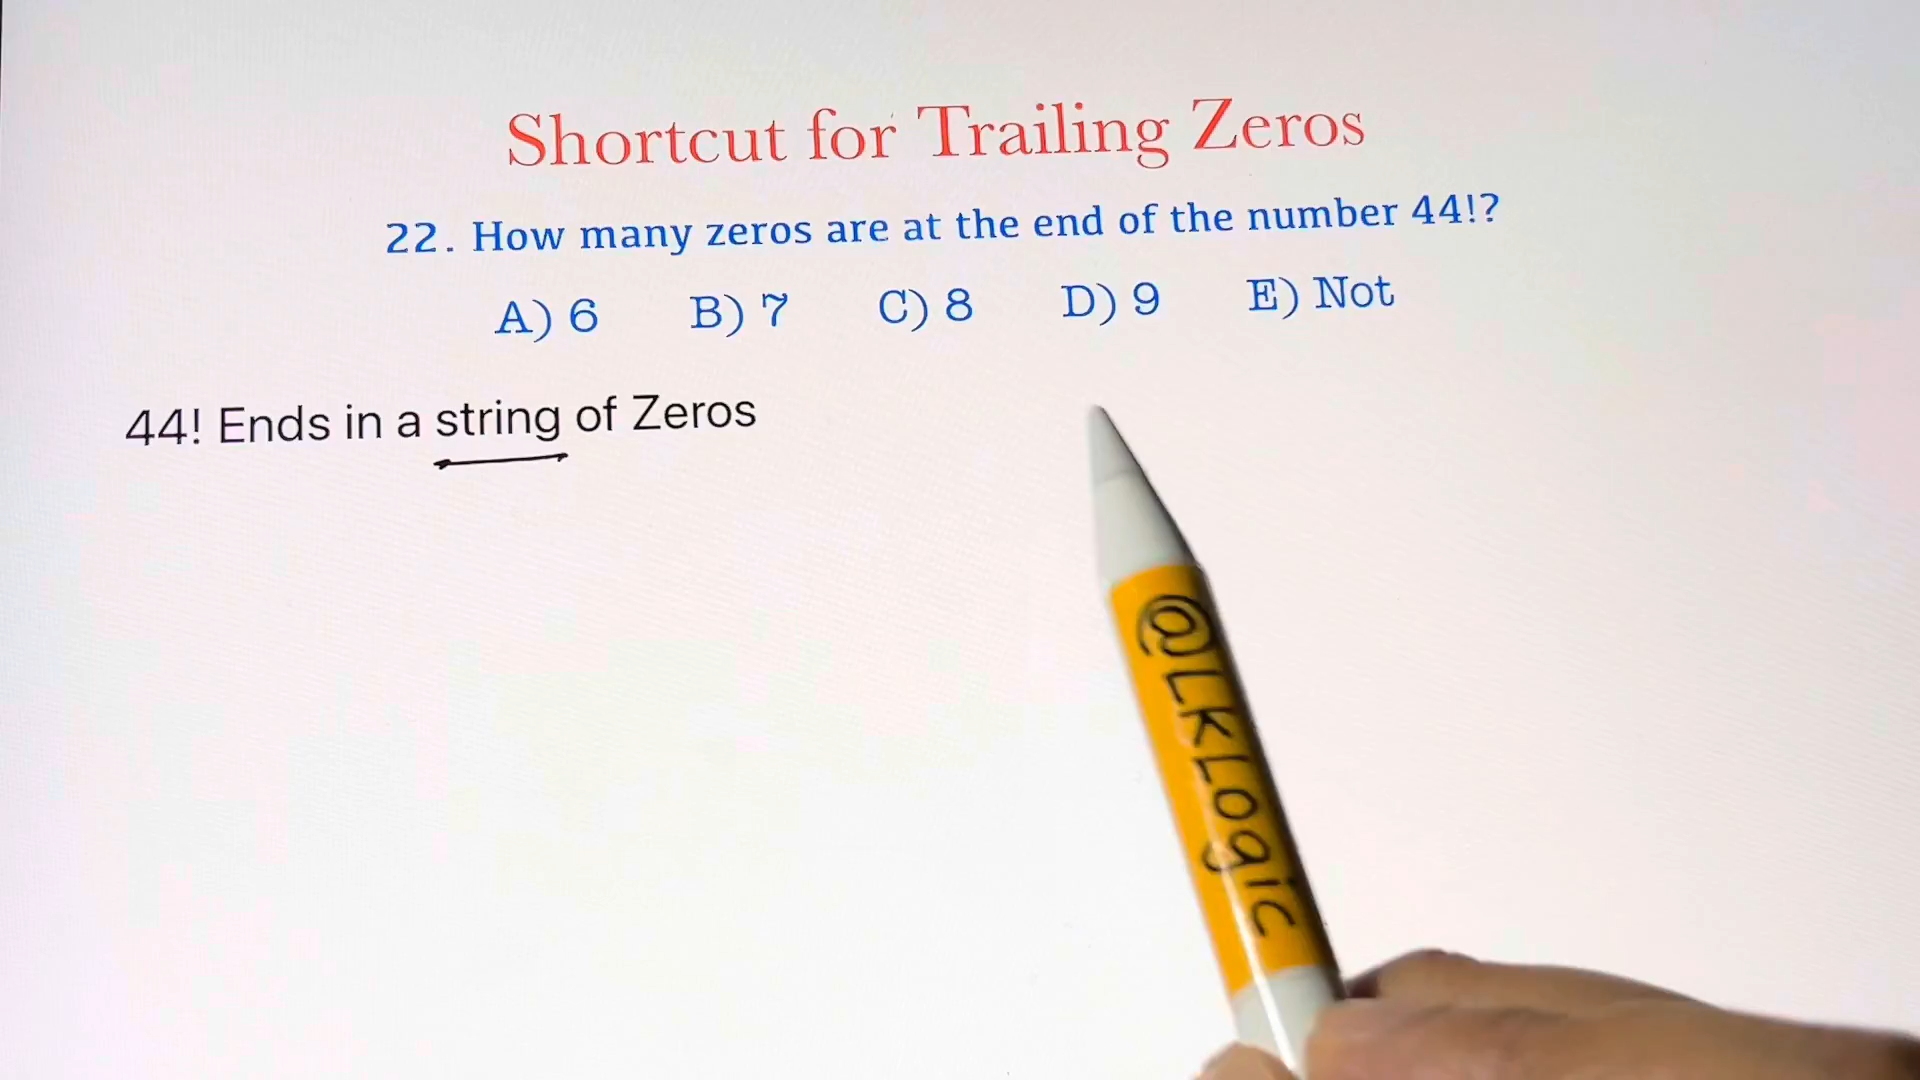 Shortcut for Trailing Zeros
22. How many zeros are at the end of the number 44!?
A) 6 B) 7 C) 8 D) 9 E) Not
44! Ends in a string of Zeros
@LKLogic